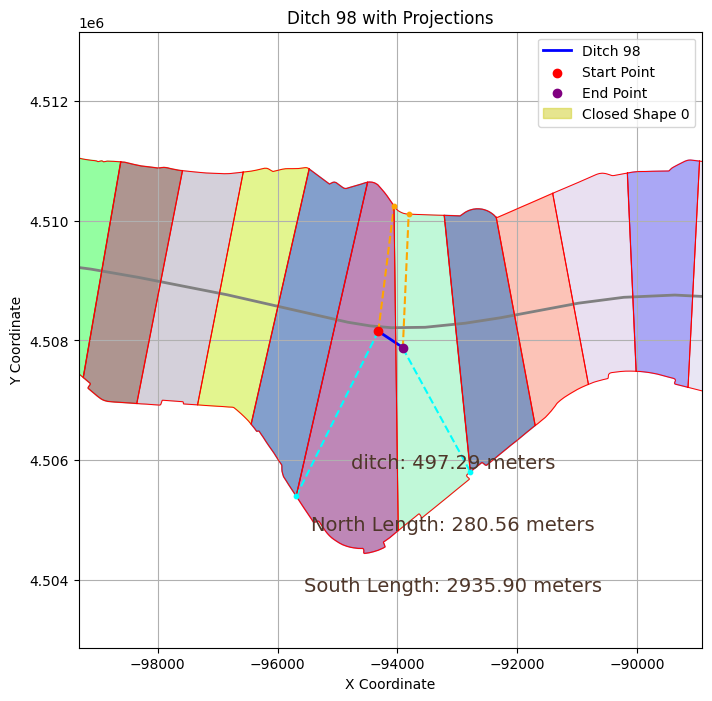 Ditch 98 with Projections
1e6
Ditch 98
Start Point
End Point
Closed Shape 0
4.512
4.510
4.508
4.506
4.504
Y Coordinate
ditch: 497.29 meters
North Length: 280.56 meters
South Length: 2935.90 meters
−98000
−96000
−94000
−92000
−90000
X Coordinate